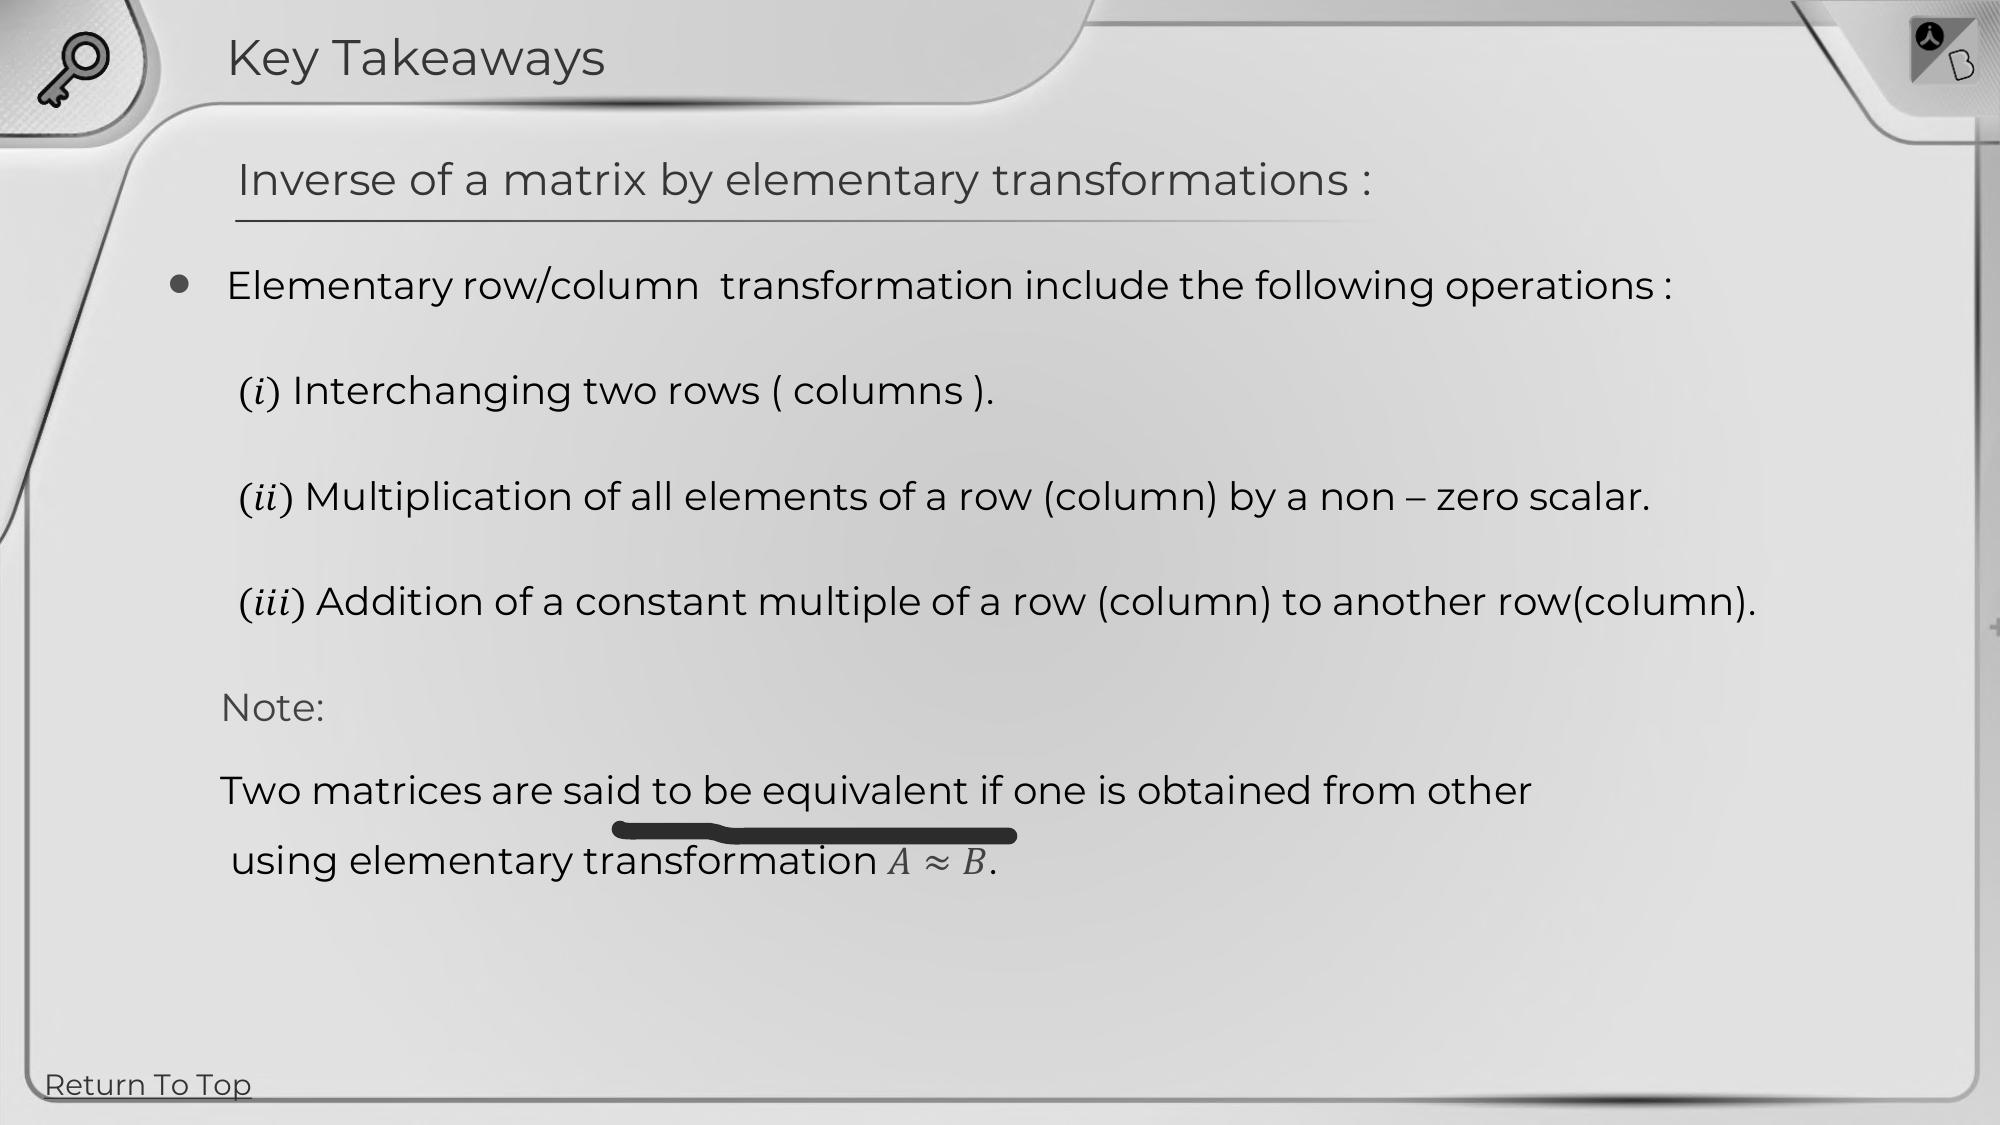 Key Takeaways
B
Inverse of a matrix by elementary transformations :
● Elementary row/column transformation include the following operations :
(i) Interchanging two rows ( columns ).
(ii) Multiplication of all elements of a row (column) by a non – zero scalar.
(iii) Addition of a constant multiple of a row (column) to another row(column).
Note:
Two matrices are said to be equivalent if one is obtained from other
using elementary transformation A ≈ B.
Return To Top